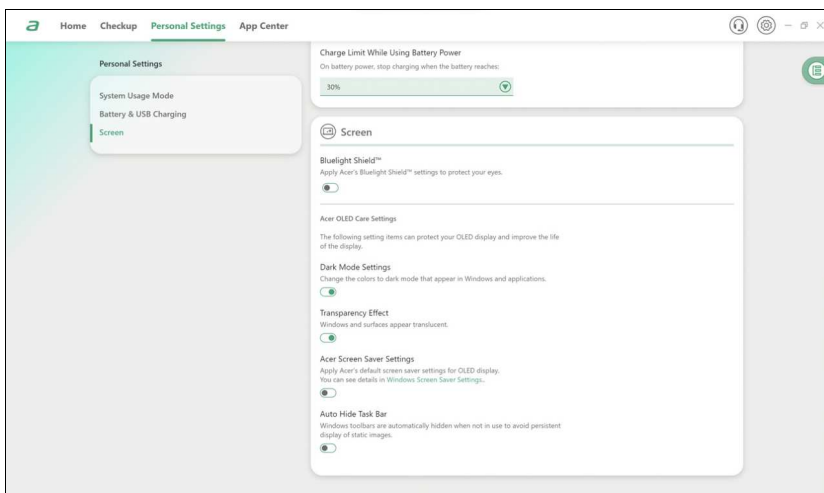 a Home Checkup Personal Settings App Center
Personal Settings
System Usage Mode
Battery & USB Charging
Screen
Charge Limit While Using Battery Power
On battery power, stop charging when the battery reaches:
30%
Screen
Bluelight Shield™
Apply Acer's Bluelight Shield™ settings to protect your eyes.
Acer OLED Care Settings
The following setting items can protect your OLED display and improve the life
of the display.
Dark Mode Settings
Change the colors to dark mode that appear in Windows and applications.
Transparency Effect
Windows and surfaces appear translucent.
Acer Screen Saver Settings
Apply Acer's default screen saver settings for OLED display.
You can see details in Windows Screen Saver Settings..
Auto Hide Task Bar
Windows toolbars are automatically hidden when not in use to avoid persistent
display of static images.